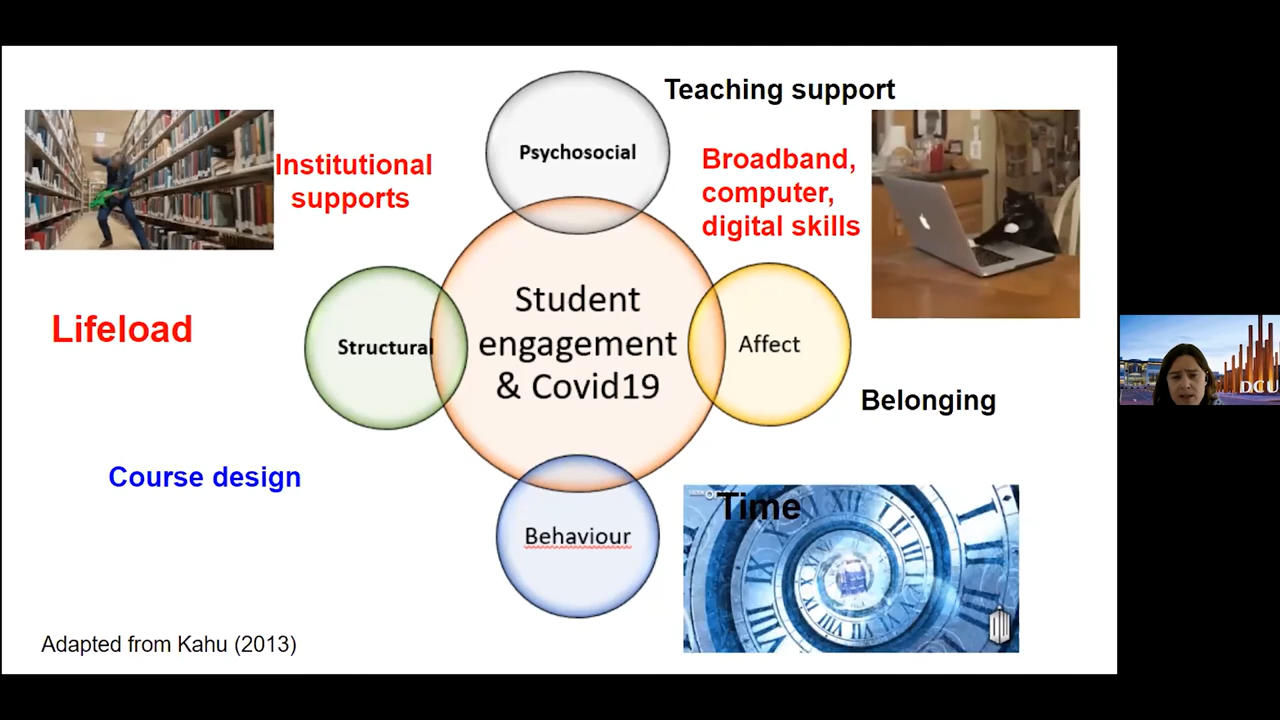 Teaching support
Psychosocial
Institutional
supports
Broadband,
computer,
digital skills
Student
engagement
& Covid19
Lifeload
Structural
Affect
Belonging
Course design
Time
Behaviour
Adapted from Kahu (2013)
DCU